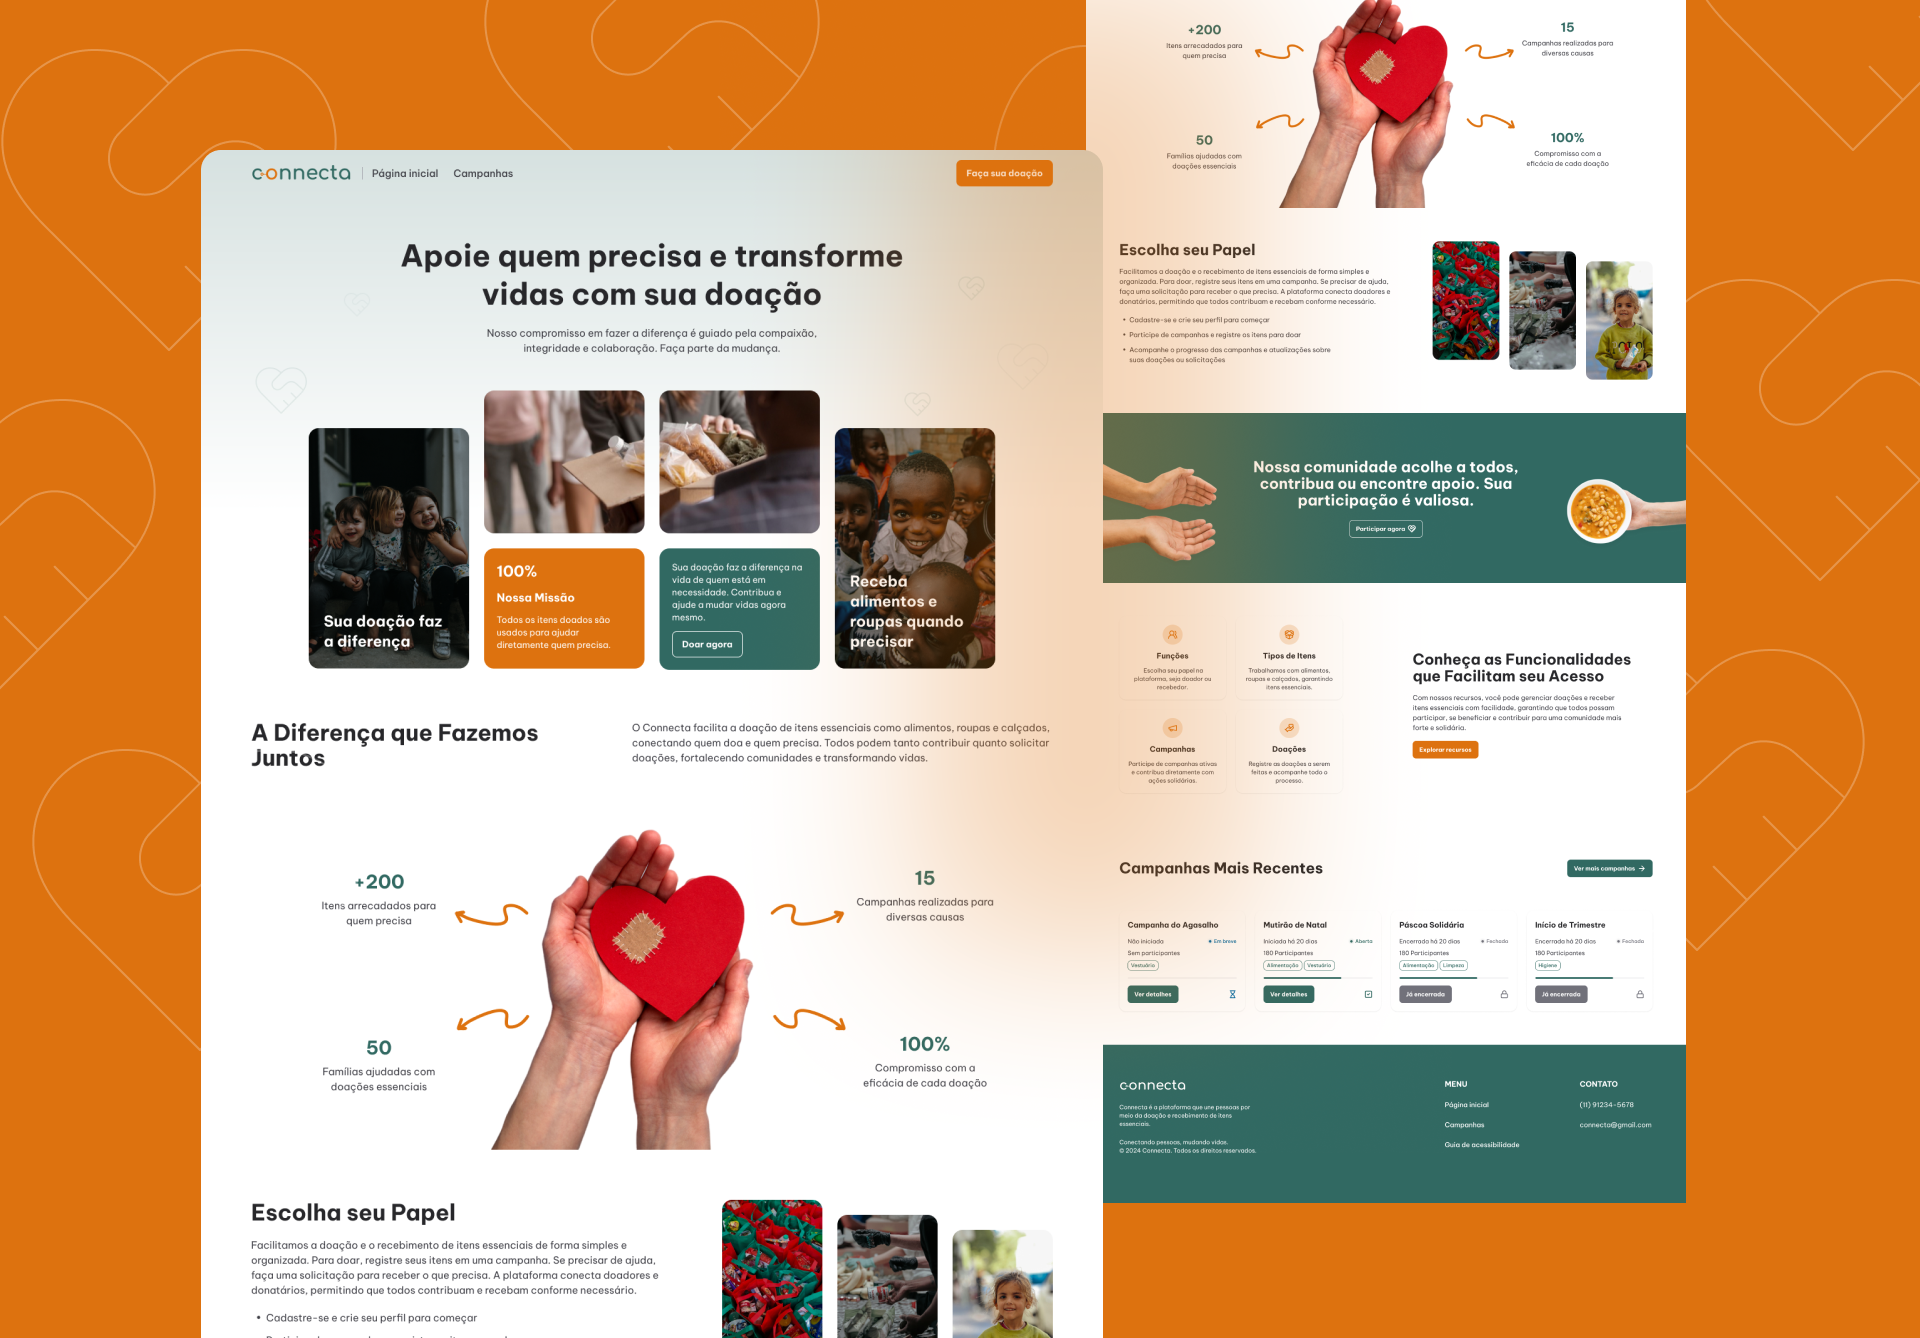 connecta
Página inicial
Campanhas
Faça sua doação
Apoie quem precisa e transforme
vidas com sua doação
Nosso compromisso em fazer a diferença é guiado pela compaixão,
integridade e colaboração. Faça parte da mudança.
Sua doação faz
a diferença
100%
Nossa Missão
Todos os itens doados são
usados para ajudar
diretamente quem precisa.
Sua doação faz a diferença na
vida de quem está em
necessidade. Contribua e
ajude a mudar vidas agora
mesmo.
Doar agora
Receba
alimentos e
roupas quando
precisar
A Diferença que Fazemos
Juntos
O Connecta facilita a doação de itens essenciais como alimentos, roupas e calçados,
conectando quem doa e quem precisa. Todos podem tanto contribuir quanto solicitar
doações, fortalecendo comunidades e transformando vidas.
+200
Itens arrecadados para
quem precisa
15
Campanhas realizadas para
diversas causas
50
Famílias ajudadas com
doações essenciais
100%
Compromisso com a
eficácia de cada doação
Escolha seu Papel
Facilitamos a doação e o recebimento de itens essenciais de forma simples e
organizada. Para doar, registre seus itens em uma campanha. Se precisar de ajuda,
faça uma solicitação para receber o que precisa. A plataforma conecta doadores e
donatários, permitindo que todos contribuam e recebam conforme necessário.
• Cadastre-se e crie seu perfil para começar
+200
Itens arrecadados para
quem precisa
15
Campanhas realizadas para
diversas causas
50
Famílias ajudadas com
doações essenciais
100%
Compromisso com a
eficácia de cada doação
Escolha seu Papel
Facilitamos a doação e o recebimento de itens essenciais de forma simples e
organizada. Para doar, registre seus itens em uma campanha. Se precisar de ajuda,
faça uma solicitação para receber o que precisa. A plataforma conecta doadores e
donatários, permitindo que todos contribuam e recebam conforme necessário.
• Cadastre-se e crie seu perfil para começar
• Participe de campanhas e registre os itens para doar
• Acompanhe o progresso das campanhas e atualizações sobre
suas doações ou solicitações
Nossa comunidade acolhe a todos,
contribua ou encontre apoio. Sua
participação é valiosa.
Participar agora
Funções
Escolha seu papel na
plataforma, seja doador ou
recebedor.
Tipos de Itens
Trabalhamos com alimentos,
roupas e calçados, garantindo
itens essenciais.
Campanhas
Participe de campanhas ativas
e contribua diretamente com
ações solidárias.
Doações
Registre as doações a serem
feitas e acompanhe todo o
processo.
Conheça as Funcionalidades
que Facilitam seu Acesso
Com nossos recursos, você pode gerenciar doações e receber
itens essenciais com facilidade, garantindo que todos possam
participar, se beneficiar e contribuir para uma comunidade mais
forte e solidária.
Explorar recursos
Campanhas Mais Recentes
Ver mais campanhas
Campanha do Agasalho
Não iniciada
Em breve
Sem participantes
Vestuário
Ver detalhes
Mutirão de Natal
Iniciada há 20 dias
Aberta
180 Participantes
Alimentação
Vestuário
Ver detalhes
Páscoa Solidária
Encerrada há 20 dias
Fechada
180 Participantes
Alimentação
Limpeza
Já encerrada
Início de Trimestre
Encerrada há 20 dias
Fechada
180 Participantes
Higiene
Já encerrada
connecta
Connecta é a plataforma que une pessoas por
meio da doação e recebimento de itens
essenciais.
Conectando pessoas, mudando vidas.
© 2024 Connecta. Todos os direitos reservados.
MENU
Página inicial
Campanhas
Guia de acessibilidade
CONTATO
(11) 91234-5678
connecta@gmail.com